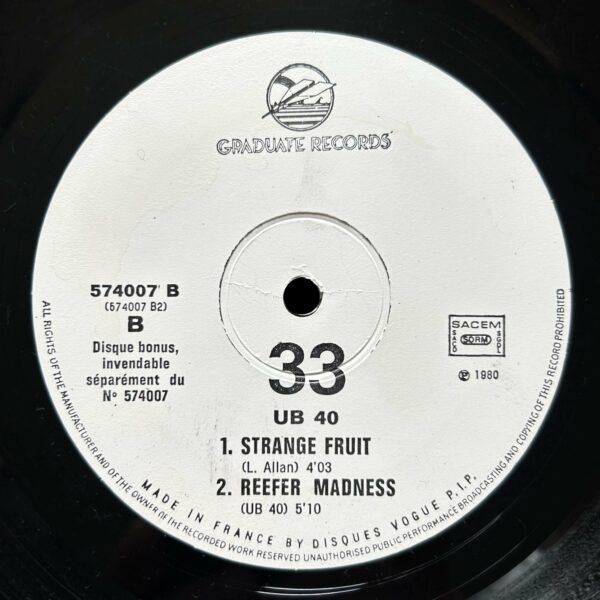 GRADUATE RECORDS
574007 B
(574007 B2)
B
Disque bonus,
invendable
séparément du
Nº 574007
SACEM
SACD SDRM SGDL
℗ 1980
33
UB 40
1. STRANGE FRUIT
(L. Allan) 4'03
2. REEFER MADNESS
(UB 40) 5'10
MADE IN FRANCE BY DISQUES VOGUE P.I.P.
ALL RIGHTS OF THE MANUFACTURER AND OF THE OWNER OF THE RECORDED WORK RESERVED UNAUTHORISED PUBLIC PERFORMANCE BROADCASTING AND COPYING OF THIS RECORD PROHIBITED